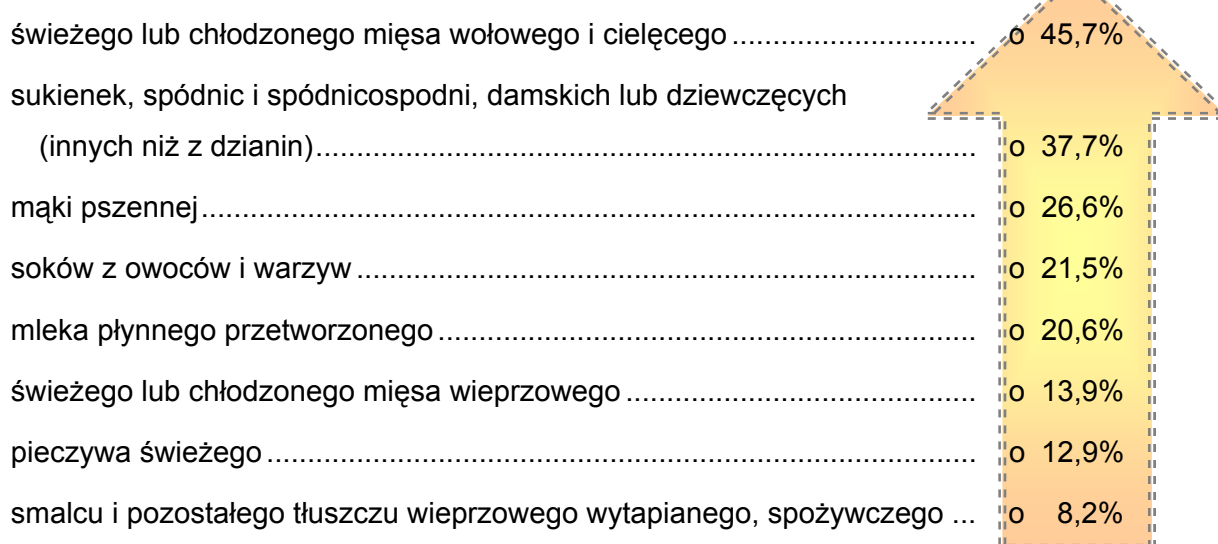 świeżego lub chłodzonego mięsa wołowego i cielęcego .............................. o 45,7%
sukienek, spódnic i spódnicospodni, damskich lub dziewczęcych
(innych niż z dzianin)................................................................................. o 37,7%
mąki pszennej............................................................................................... o 26,6%
soków z owoców i warzyw ............................................................................ o 21,5%
mleka płynnego przetworzonego .................................................................. o 20,6%
świeżego lub chłodzonego mięsa wieprzowego ........................................... o 13,9%
pieczywa świeżego ....................................................................................... o 12,9%
smalcu i pozostałego tłuszczu wieprzowego wytapianego, spożywczego ... o 8,2%